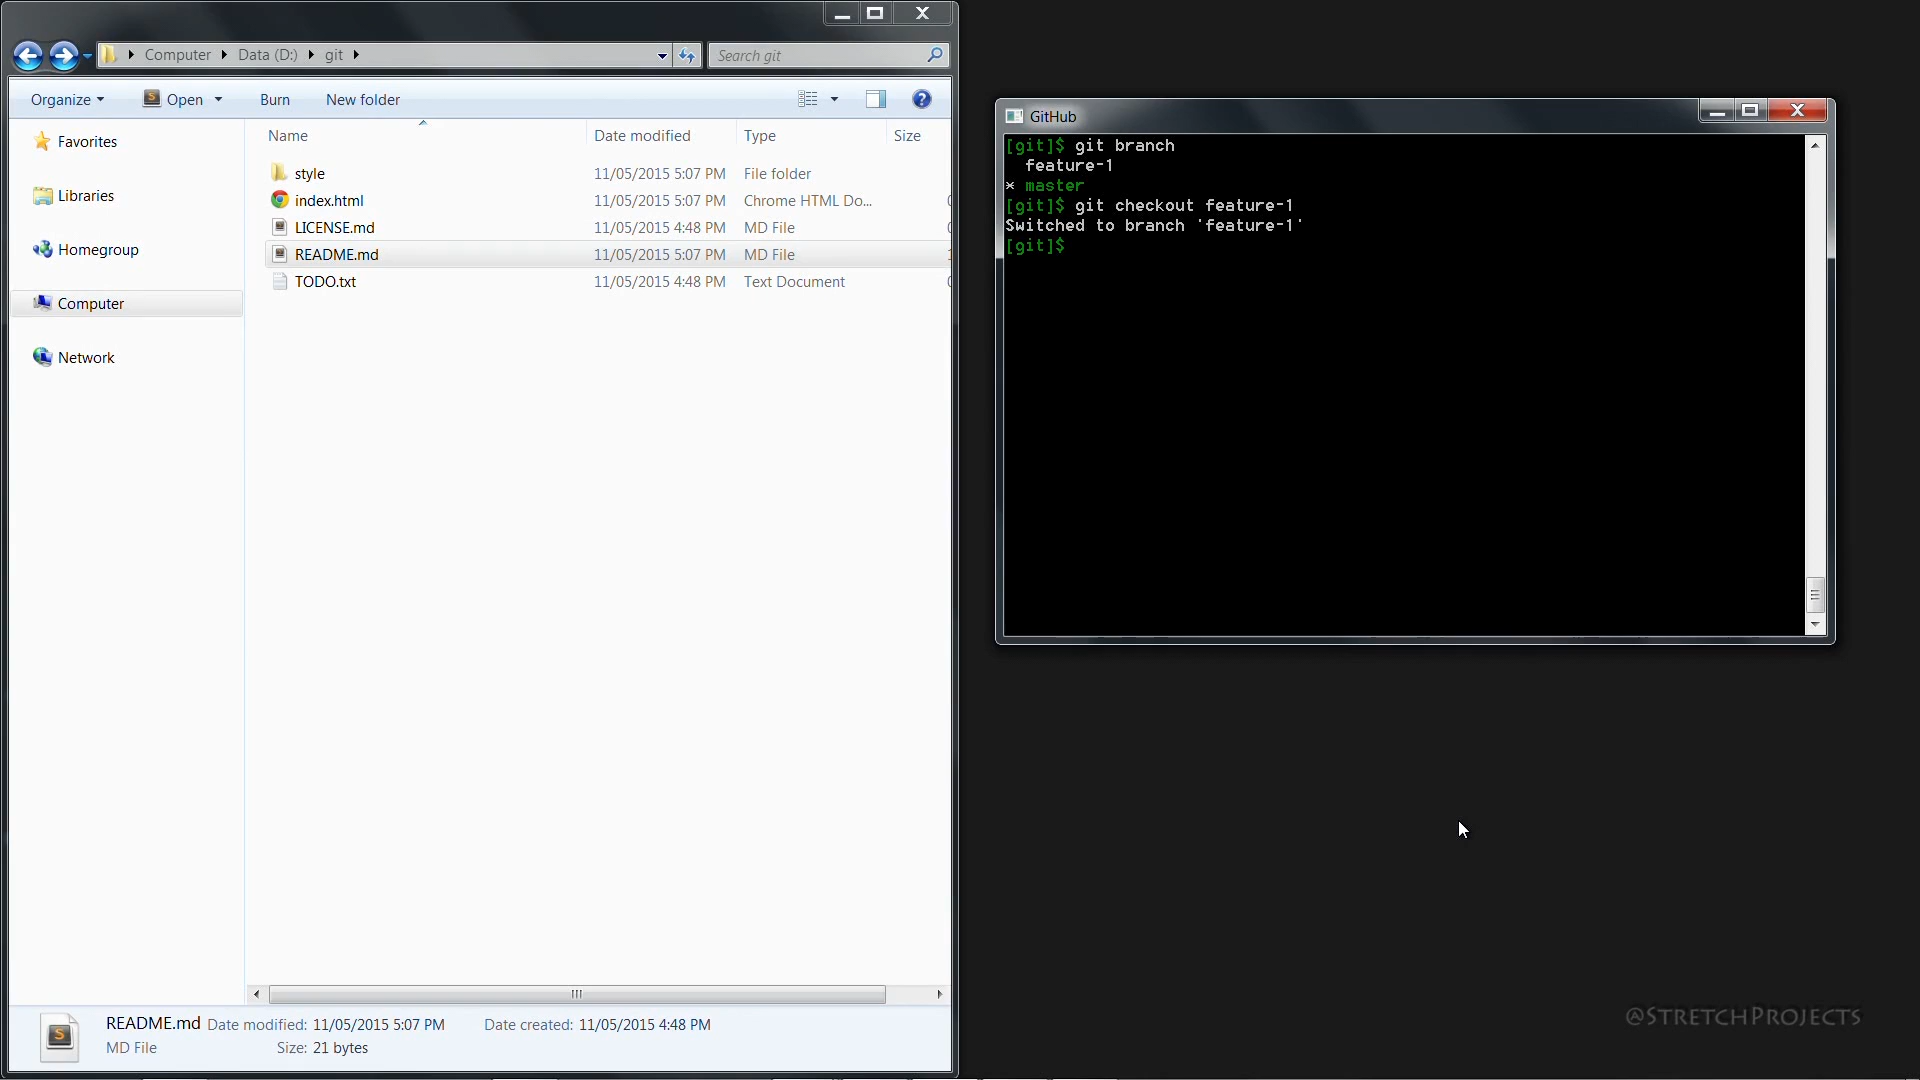 Computer Data (D:) git
Search git
Organize Open Burn New folder
Favorites
Libraries
Homegroup
Computer
Network
Name Date modified Type Size
style 11/05/2015 5:07 PM File folder
index.html 11/05/2015 5:07 PM Chrome HTML Do...
LICENSE.md 11/05/2015 4:48 PM MD File
README.md 11/05/2015 5:07 PM MD File
TODO.txt 11/05/2015 4:48 PM Text Document
README.md Date modified: 11/05/2015 5:07 PM Date created: 11/05/2015 4:48 PM
MD File Size: 21 bytes
GitHub
[git]$ git branch
feature-1
* master
[git]$ git checkout feature-1
Switched to branch 'feature-1'
[git]$
@STRETCHPROJECTS